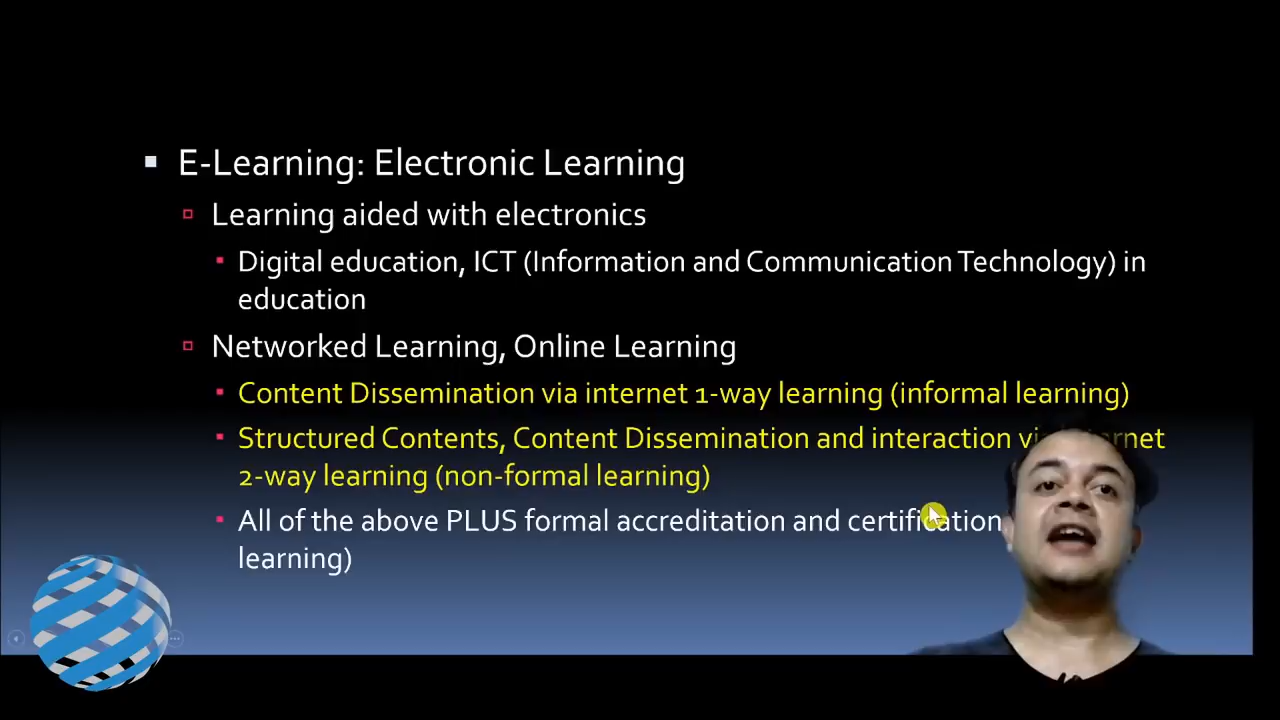 E-Learning: Electronic Learning
Learning aided with electronics
Digital education, ICT (Information and Communication Technology) in
education
Networked Learning, Online Learning
Content Dissemination via internet 1-way learning (informal learning)
Structured Contents, Content Dissemination and interaction via
2-way learning (non-formal learning)
All of the above PLUS formal accreditation and certification
learning)